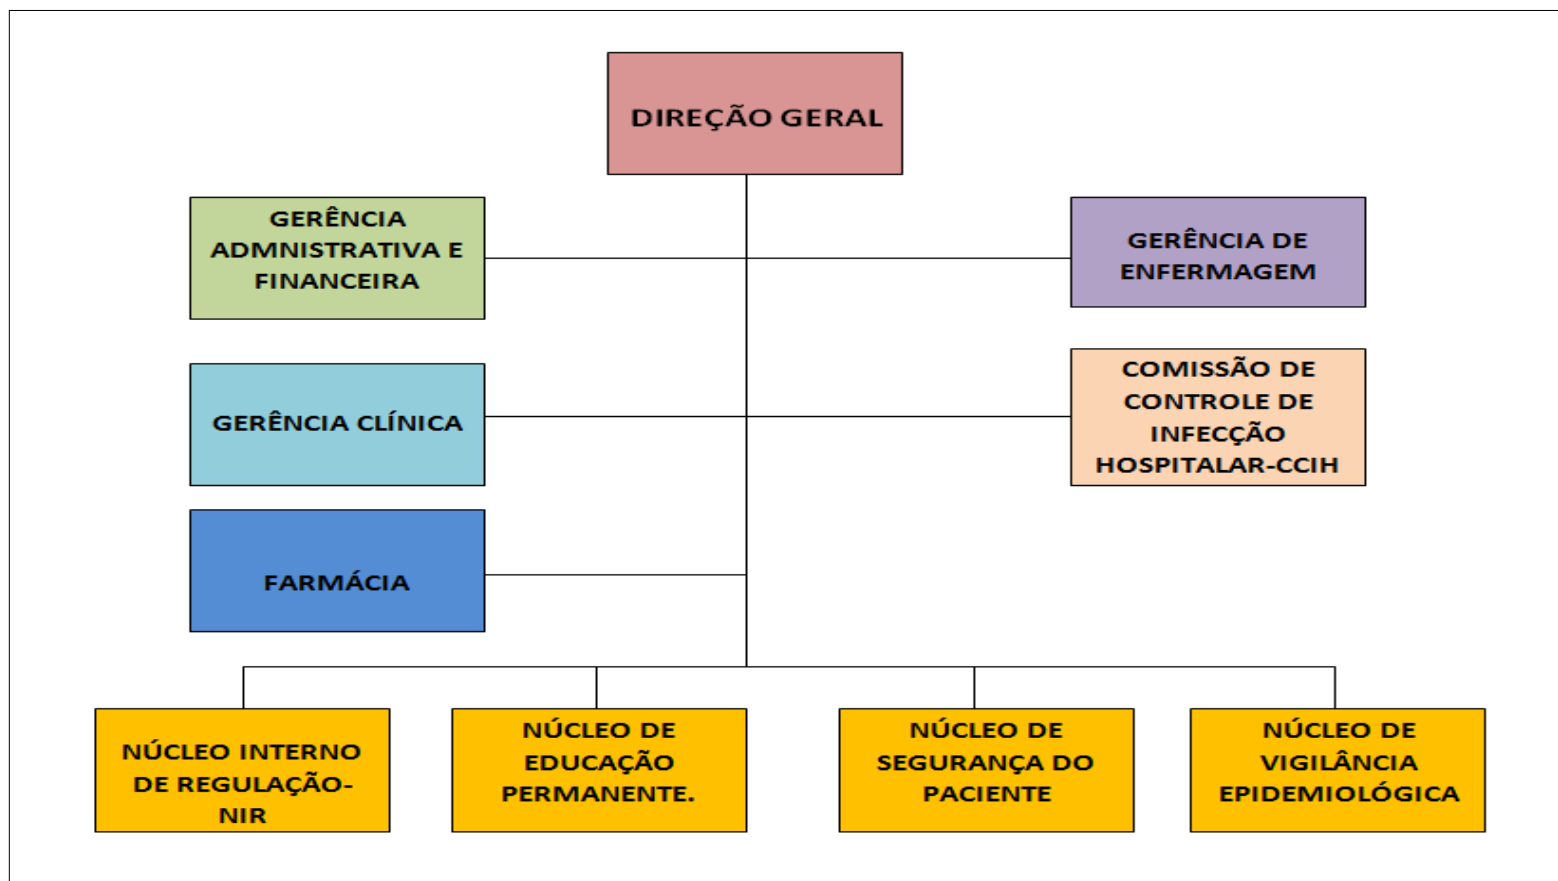 DIREÇÃO GERAL
GERÊNCIA
ADMNISTRATIVA E
FINANCEIRA
GERÊNCIA DE
ENFERMAGEM
GERÊNCIA CLÍNICA
COMISSÃO DE
CONTROLE DE
INFECÇÃO
HOSPITALAR-CCIH
FARMÁCIA
NÚCLEO INTERNO
DE REGULAÇÃO-
NIR
NÚCLEO DE
EDUCAÇÃO
PERMANENTE.
NÚCLEO DE
SEGURANÇA DO
PACIENTE
NÚCLEO DE
VIGILÂNCIA
EPIDEMIOLÓGICA